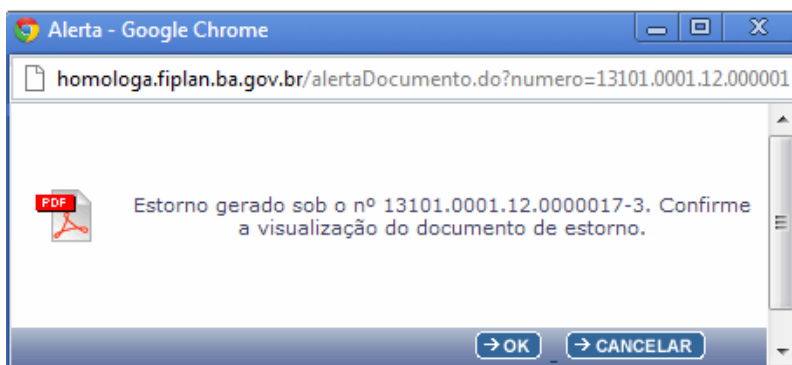 Alerta - Google Chrome
homologa.fiplan.ba.gov.br/alertaDocumento.do?numero=13101.0001.12.000001
PDF
Estorno gerado sob o nº 13101.0001.12.0000017-3. Confirme
a visualização do documento de estorno.
OK CANCELAR